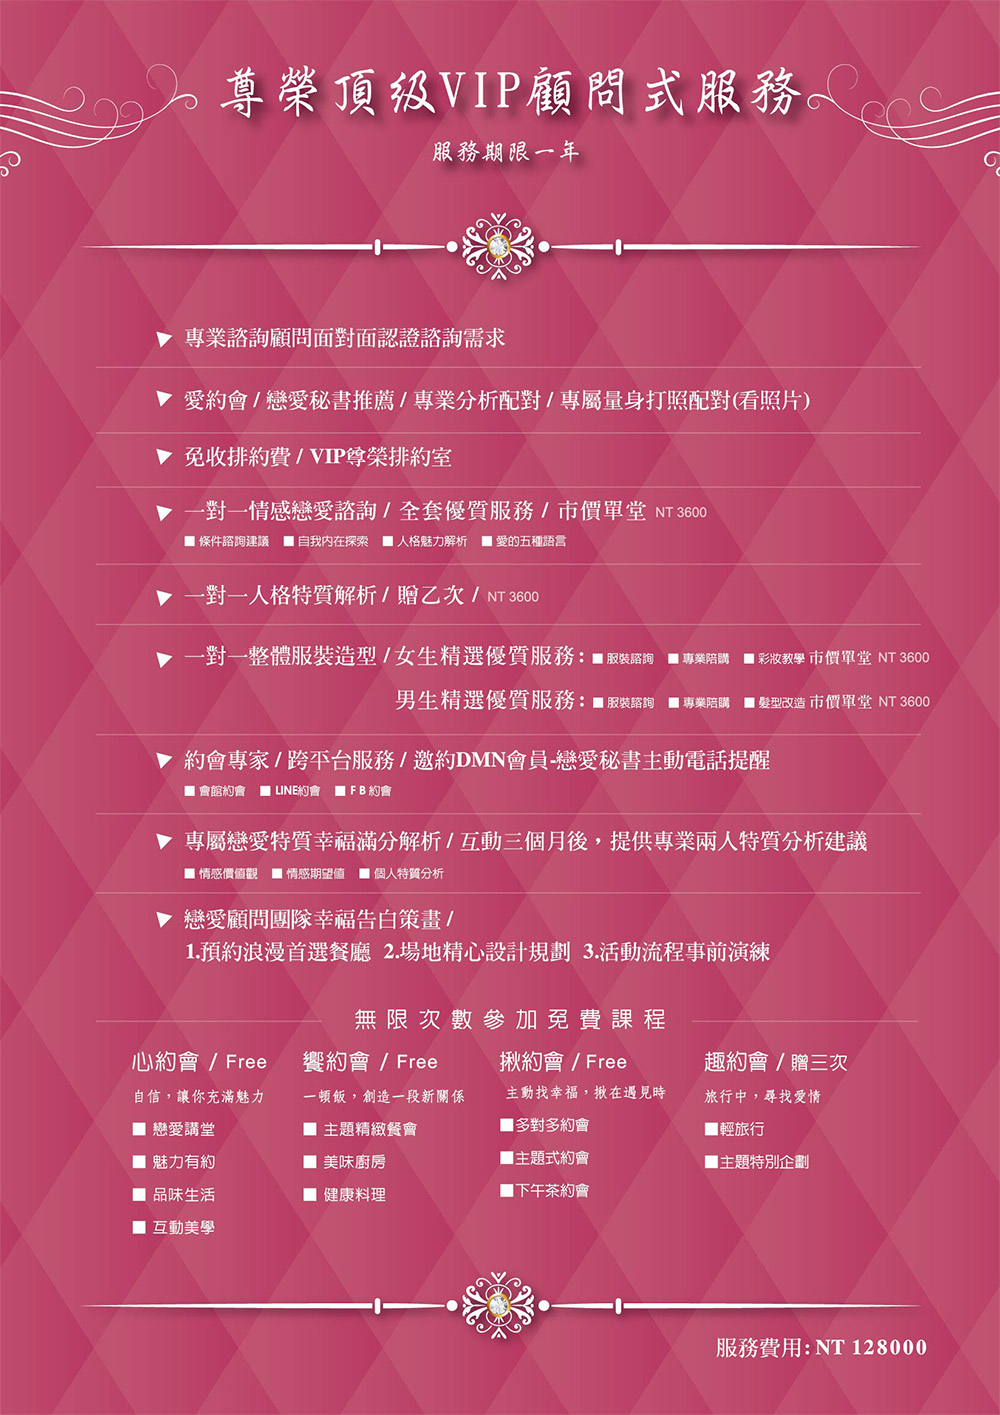 尊榮頂級VIP顧問式服務
服務期限一年
▼ 專業諮詢顧問面對面認證諮詢需求
▼ 愛約會 / 戀愛秘書推薦 / 專業分析配對 / 專屬量身打照配對(看照片)
▼ 免收排約費 / VIP尊榮排約室
▼ 一對一情感戀愛諮詢 / 全套優質服務 / 市價單堂 NT 3600
■ 條件諮詢建議 ■ 自我內在探索 ■ 人格魅力解析 ■ 愛的五種語言
▼ 一對一人格特質解析 / 贈乙次 / NT 3600
▼ 一對一整體服裝造型 / 女生精選優質服務: ■ 服裝諮詢 ■ 專業陪購 ■ 彩妝教學 市價單堂 NT 3600
男生精選優質服務: ■ 服裝諮詢 ■ 專業陪購 ■ 髮型改造 市價單堂 NT 3600
▼ 約會專家 / 跨平台服務 / 邀約DMN會員-戀愛秘書主動電話提醒
■ 會館約會 ■ LINE約會 ■ F B 約會
▼ 專屬戀愛特質幸福滿分解析 / 互動三個月後，提供專業兩人特質分析建議
■ 情感價值觀 ■ 情感期望值 ■ 個人特質分析
▼ 戀愛顧問團隊幸福告白策畫 /
1.預約浪漫首選餐廳 2.場地精心設計規劃 3.活動流程事前演練
無限次數參加免費課程
心約會 / Free
自信，讓你充滿魅力
■ 戀愛講堂
■ 魅力有約
■ 品味生活
■ 互動美學
饗約會 / Free
一頓飯，創造一段新關係
■ 主題精緻餐會
■ 美味廚房
■ 健康料理
揪約會 / Free
主動找幸福，揪在遇見時
■多對多約會
■主題式約會
■下午茶約會
趣約會 / 贈三次
旅行中，尋找愛情
■輕旅行
■主題特別企劃
服務費用: NT 128000